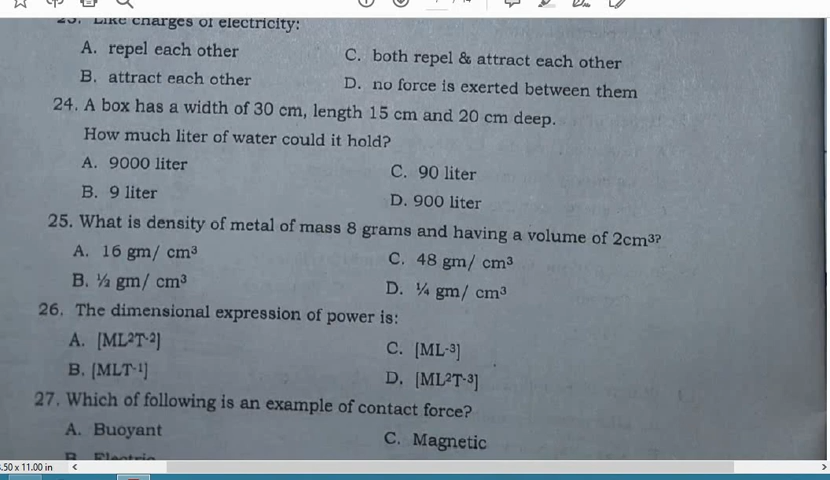 25. Like charges of electricity:
A. repel each other
C. both repel & attract each other
B. attract each other
D. no force is exerted between them
24. A box has a width of 30 cm, length 15 cm and 20 cm deep.
How much liter of water could it hold?
A. 9000 liter
C. 90 liter
B. 9 liter
D. 900 liter
25. What is density of metal of mass 8 grams and having a volume of 2cm³?
A. 16 gm/ cm³
C. 48 gm/ cm³
B. ½ gm/ cm³
D. ¼ gm/ cm³
26. The dimensional expression of power is:
A. [ML²T⁻²]
C. [ML⁻³]
B. [MLT⁻¹]
D. [ML²T⁻³]
27. Which of following is an example of contact force?
A. Buoyant
C. Magnetic
B. Electric
.50 x 11.00 in